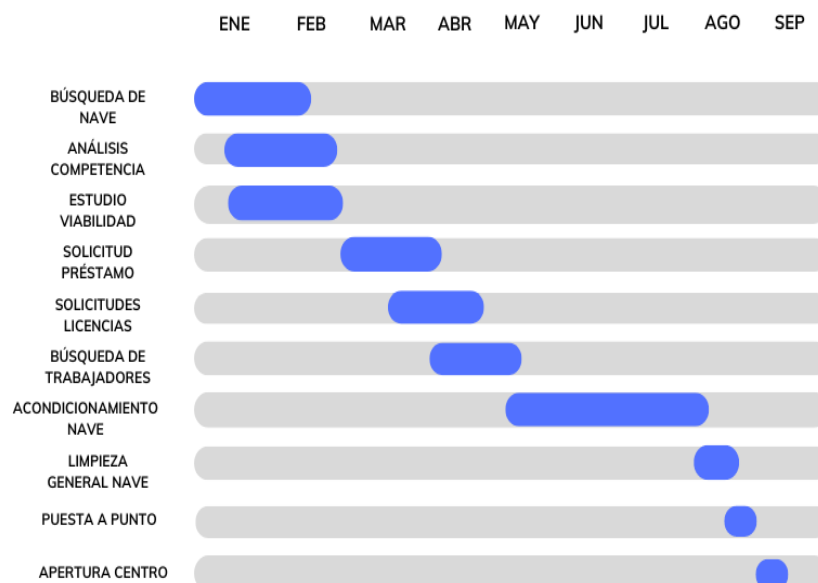 ENE FEB MAR ABR MAY JUN JUL AGO SEP
BÚSQUEDA DE
NAVE
ANÁLISIS
COMPETENCIA
ESTUDIO
VIABILIDAD
SOLICITUD
PRÉSTAMO
SOLICITUDES
LICENCIAS
BÚSQUEDA DE
TRABAJADORES
ACONDICIONAMIENTO
NAVE
LIMPIEZA
GENERAL NAVE
PUESTA A PUNTO
APERTURA CENTRO